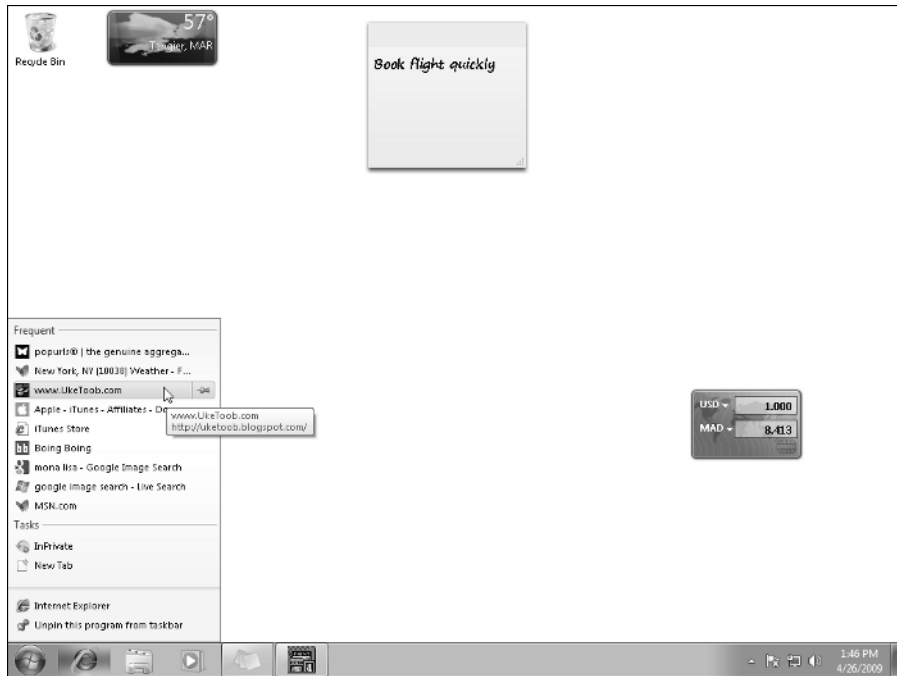 Recycle Bin
57°
Tangier, MAR
Book flight quickly
Frequent
popurls® | the genuine aggrega...
New York, NY (10038) Weather - F...
www.UkeToob.com
Apple - iTunes - Affiliates - Do
www.UkeToob.com
http://uketoob.blogspot.com/
iTunes Store
Boing Boing
mona lisa - Google Image Search
google image search - Live Search
MSN.com
Tasks
InPrivate
New Tab
Internet Explorer
Unpin this program from taskbar
USD
1.000
MAD
8.413
1:46 PM
4/26/2009